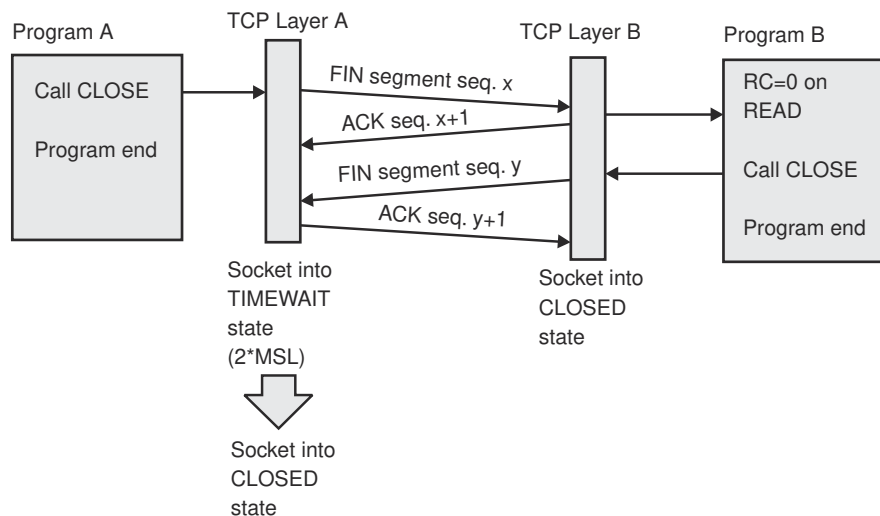 Program A
TCP Layer A
TCP Layer B
Program B
Call CLOSE
Program end
FIN segment seq. x
ACK seq. x+1
FIN segment seq. y
ACK seq. y+1
RC=0 on
READ
Call CLOSE
Program end
Socket into
TIMEWAIT
state
(2*MSL)
Socket into
CLOSED
state
Socket into
CLOSED
state